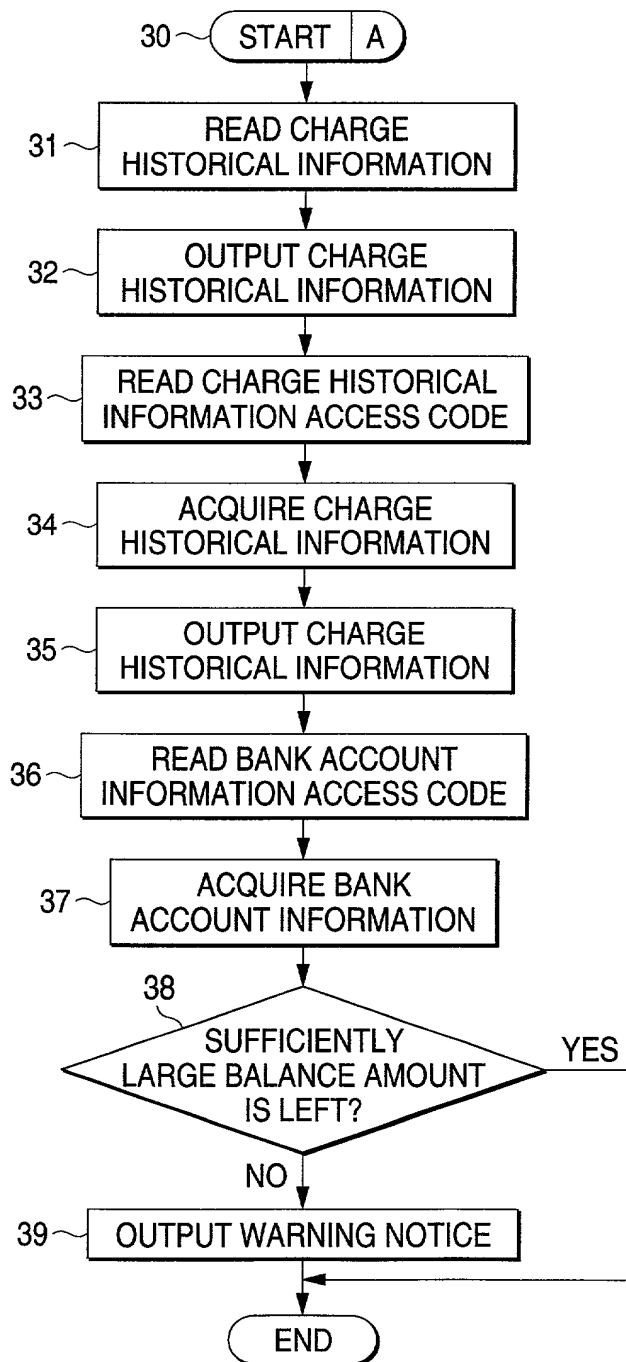 30 START A
31 READ CHARGE
HISTORICAL INFORMATION
32 OUTPUT CHARGE
HISTORICAL INFORMATION
33 READ CHARGE HISTORICAL
INFORMATION ACCESS CODE
34 ACQUIRE CHARGE
HISTORICAL INFORMATION
35 OUTPUT CHARGE
HISTORICAL INFORMATION
36 READ BANK ACCOUNT
INFORMATION ACCESS CODE
37 ACQUIRE BANK
ACCOUNT INFORMATION
38
SUFFICIENTLY
LARGE BALANCE AMOUNT
IS LEFT?
YES
NO
39 OUTPUT WARNING NOTICE
END